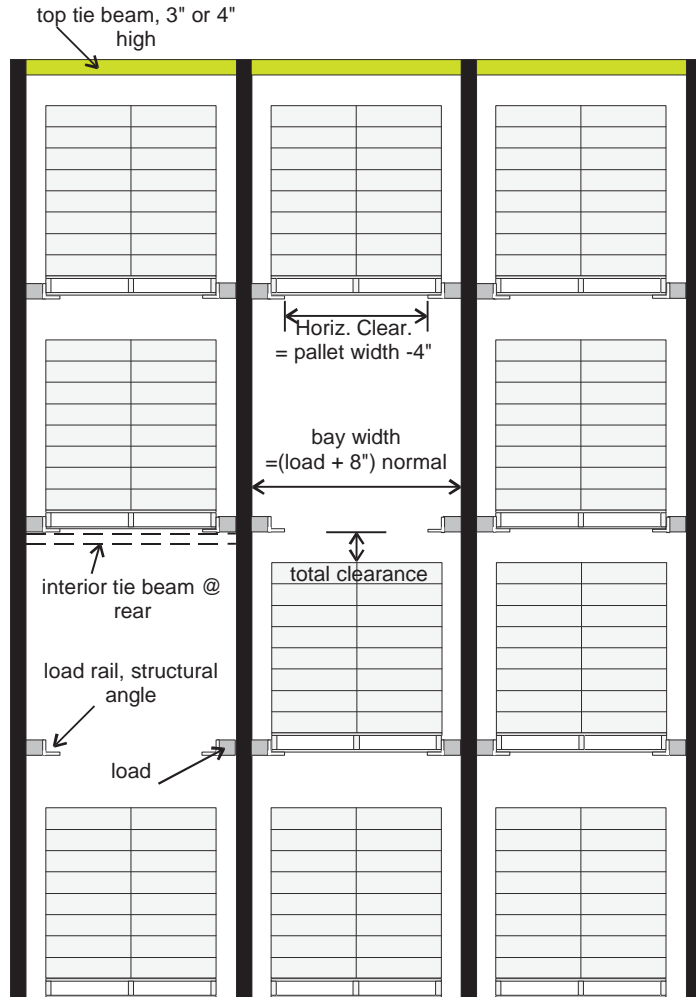 top tie beam, 3" or 4"
high
Horiz. Clear.
= pallet width -4"
bay width
=(load + 8") normal
total clearance
interior tie beam @
rear
load rail, structural
angle
load